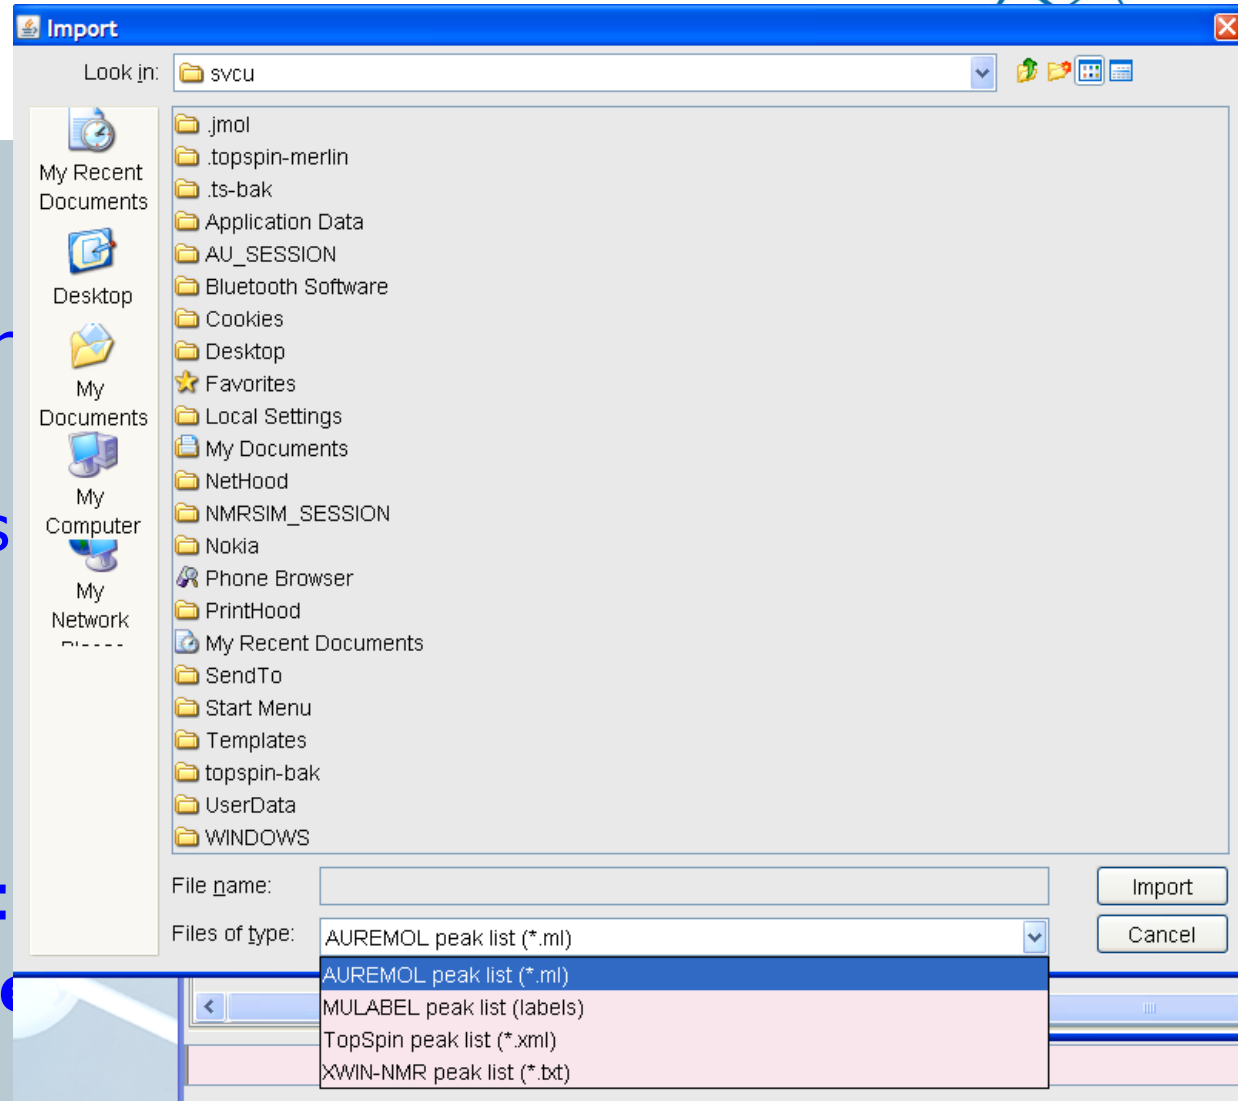 Import
Look in:
svcu
My Recent
Documents
Desktop
My
Documents
My
Computer
My
Network
.jmol
.topspin-merlin
.ts-bak
Application Data
AU_SESSION
Bluetooth Software
Cookies
Desktop
Favorites
Local Settings
My Documents
NetHood
NMRSIM_SESSION
Nokia
Phone Browser
PrintHood
My Recent Documents
SendTo
Start Menu
Templates
topspin-bak
UserData
WINDOWS
File name:
Import
Files of type:
AUREMOL peak list (*.ml)
Cancel
AUREMOL peak list (*.ml)
MULABEL peak list (labels)
TopSpin peak list (*.xml)
XWIN-NMR peak list (*.txt)